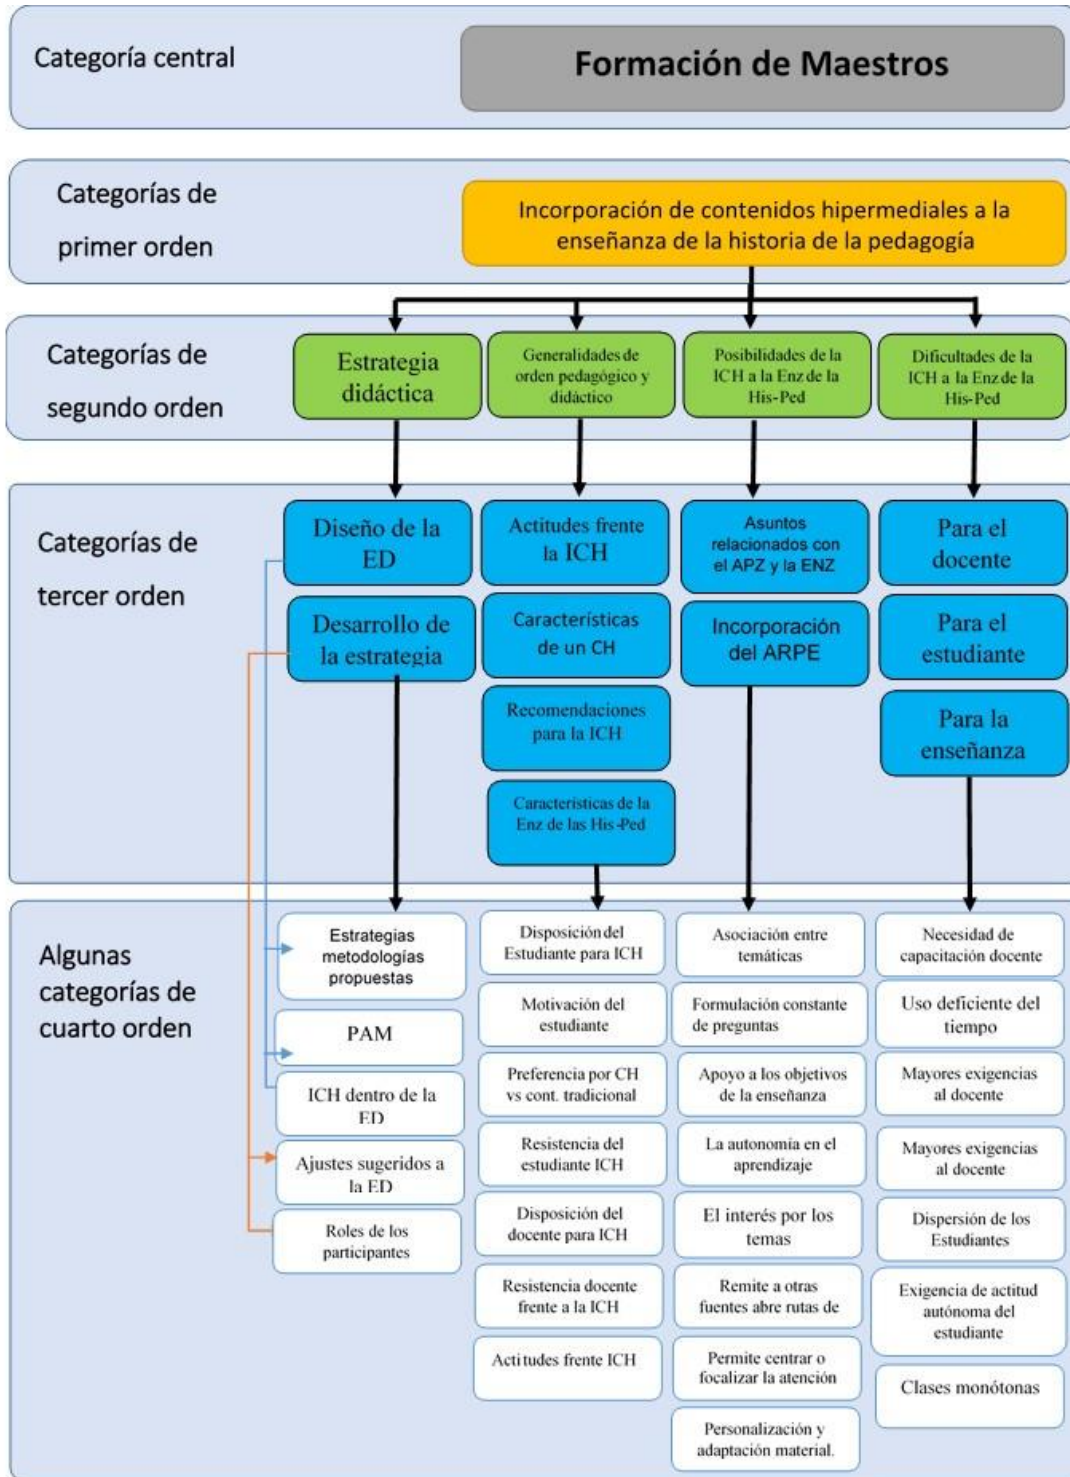 Categoría central
Formación de Maestros
Categorías de
primer orden
Incorporación de contenidos hipermediales a la
enseñanza de la historia de la pedagogía
Categorías de
segundo orden
Estrategia
didáctica
Generalidades de
orden pedagógico y
didáctico
Posibilidades de la
ICH a la Enz de la
His-Ped
Dificultades de la
ICH a la Enz de la
His-Ped
Categorías de
tercer orden
Diseño de la
ED
Desarrollo de
la estrategia
Actitudes frente
la ICH
Características
de un CH
Recomendaciones
para la ICH
Características de la
Enz de las His-Ped
Asuntos
relacionados con
el APZ y la ENZ
Incorporación
del ARPE
Para el
docente
Para el
estudiante
Para la
enseñanza
Algunas
categorías de
cuarto orden
Estrategias
metodologías
propuestas
PAM
ICH dentro de la
ED
Ajustes sugeridos a
la ED
Roles de los
participantes
Disposición del
Estudiante para ICH
Motivación del
estudiante
Preferencia por CH
vs cont. tradicional
Resistencia del
estudiante ICH
Disposición del
docente para ICH
Resistencia docente
frente a la ICH
Actitudes frente ICH
Asociación entre
temáticas
Formulación constante
de preguntas
Apoyo a los objetivos
de la enseñanza
La autonomía en el
aprendizaje
El interés por los
temas
Remite a otras
fuentes abre rutas de
Permite centrar o
focalizar la atención
Personalización y
adaptación material.
Necesidad de
capacitación docente
Uso deficiente del
tiempo
Mayores exigencias
al docente
Mayores exigencias
al docente
Dispersión de los
Estudiantes
Exigencia de actitud
autónoma del
estudiante
Clases monótonas